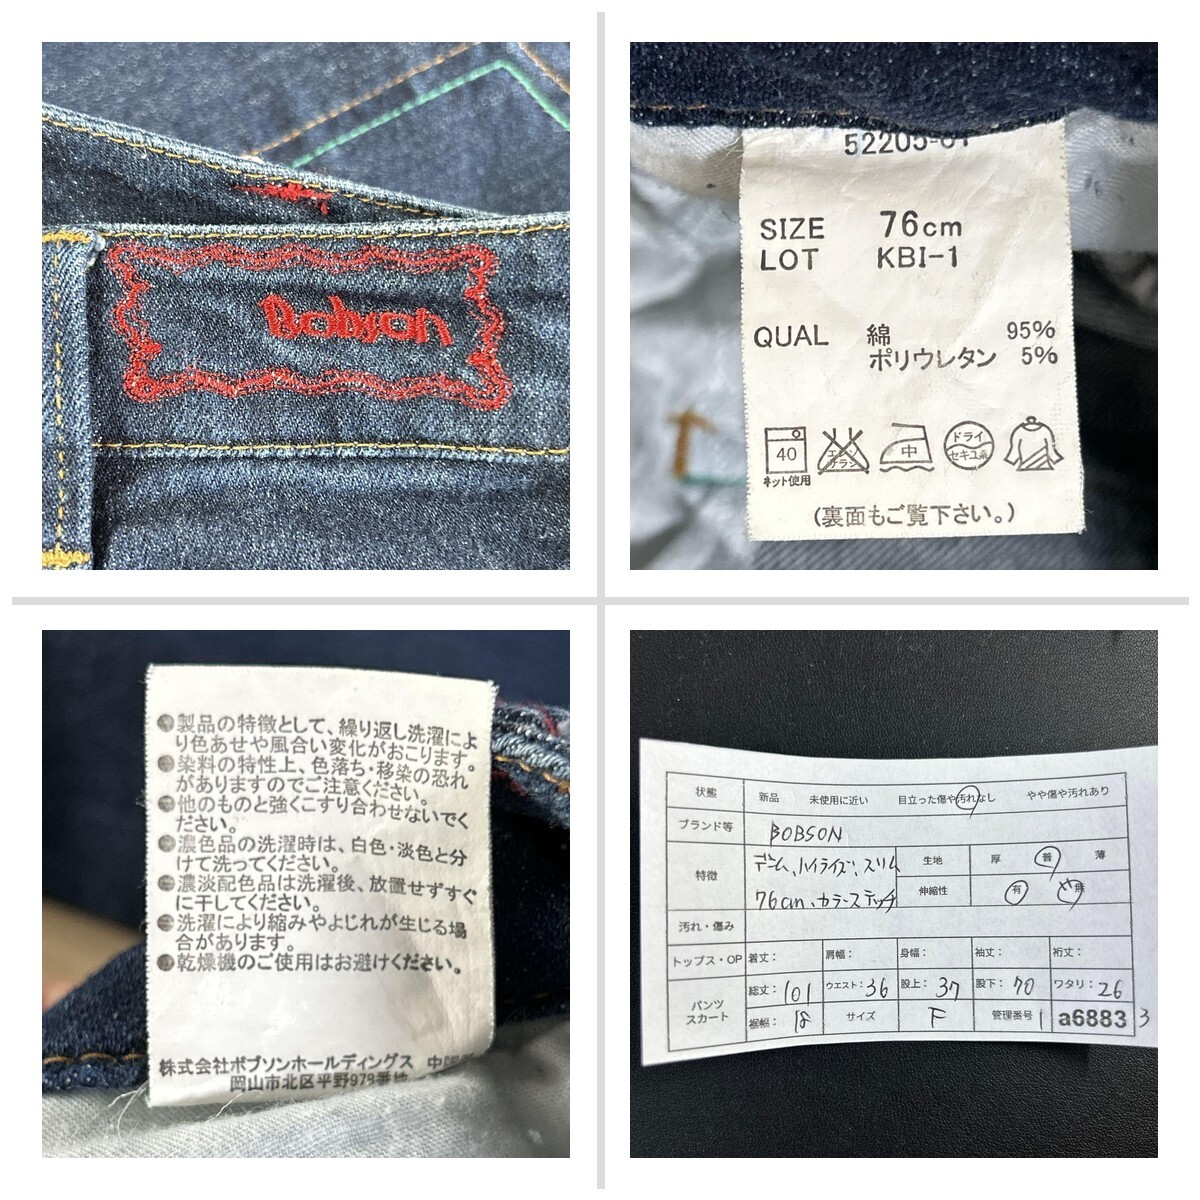 Bobson
52205-01
SIZE 76cm
LOT KBI-1
QUAL 綿 95%
ポリウレタン 5%
40
ネット使用
エンソ
サラシ
中
ドライ
セキユ系
(裏面もご覧下さい。)
●製品の特徴として、繰り返し洗濯によ
り色あせや風合い変化がおこります。
●染料の特性上、色落ち・移染の恐れ
がありますのでご注意ください。
●他のものと強くこすり合わせないでく
ださい。
●濃色品の洗濯時は、白色・淡色と分
けて洗ってください。
●濃淡配色品は洗濯後、放置せずすぐ
に干してください。
●洗濯により縮みやよじれが生じる場
合があります。
●乾燥機のご使用はお避けください。
株式会社ボブソンホールディングス 中国
岡山市北区平野979番地
状態 新品 未使用に近い 目立った傷や汚れなし やや傷や汚れあり
ブランド等 BOBSON
特徴 デニム、ハイライズ、スリム
76cm、カラーステッチ
生地 厚 普 薄
伸縮性 有 無
汚れ・傷み
トップス・OP 着丈: 肩幅: 身幅: 袖丈: 裄丈:
パンツ
スカート
総丈: 101 ウエスト: 36 股上: 37 股下: 70 ワタリ: 26
裾幅: 18 サイズ F 管理番号 1 a6883 3